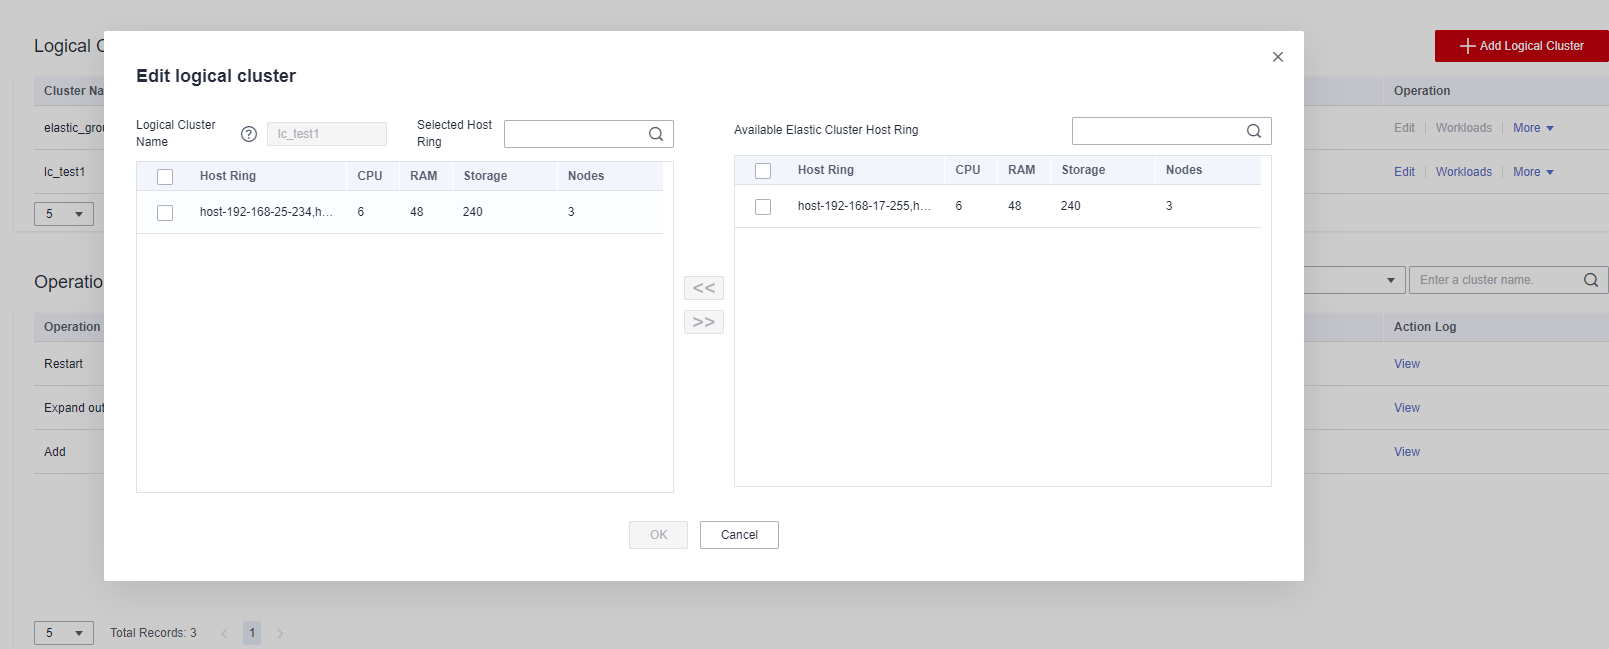 Logical C
Add Logical Cluster
Edit logical cluster
Cluster Na
Operation
Logical Cluster
Name
?
lc_test1
Selected Host
Ring
Available Elastic Cluster Host Ring
elastic_grou
Edit
Workloads
More
Host Ring
CPU
RAM
Storage
Nodes
Host Ring
CPU
RAM
Storage
Nodes
lc_test1
Edit
Workloads
More
5
host-192-168-25-234,h...
6
48
240
3
host-192-168-17-255,h...
6
48
240
3
<<
>>
Operatio
Enter a cluster name.
Operation
Action Log
Restart
View
Expand out
View
Add
View
OK
Cancel
5
Total Records: 3
<
1
>